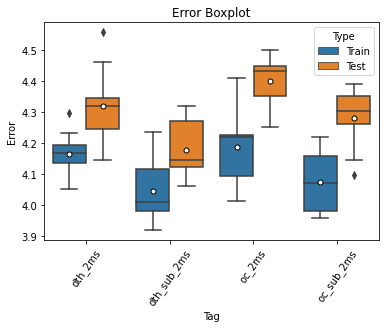 Error Boxplot
Type
Train
Test
Error
4.5
4.4
4.3
4.2
4.1
4.0
3.9
dth_2ms
dth_sub_2ms
oc_2ms
oc_sub_2ms
Tag